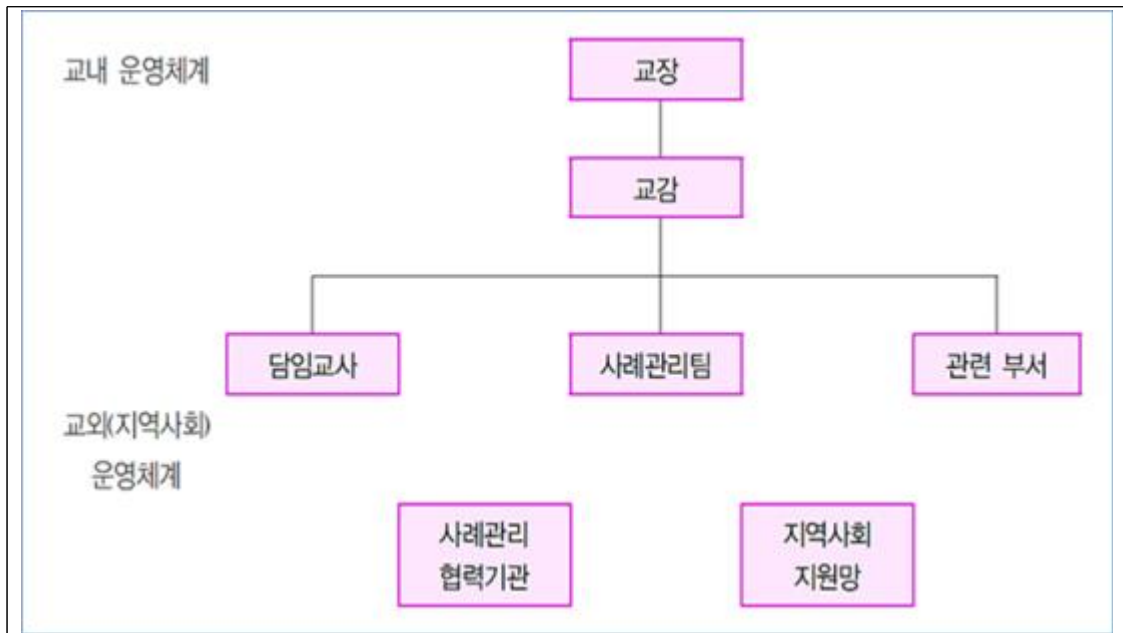 교내 운영체계
교장
교감
담임교사
사례관리팀
관련 부서
교외(지역사회)
운영체계
사례관리
협력기관
지역사회
지원망